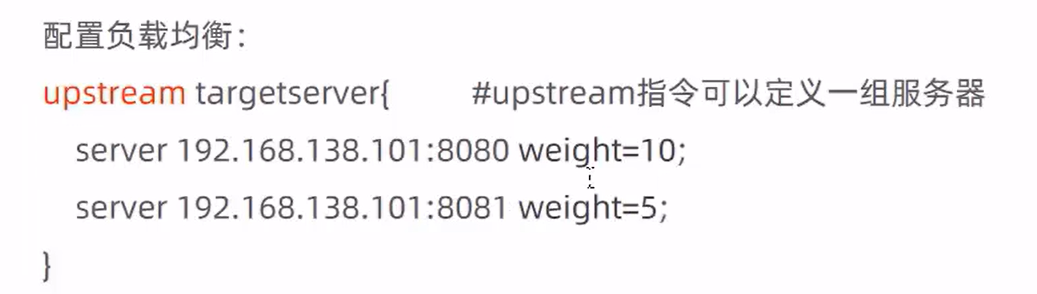 配置负载均衡：
upstream targetserver{ #upstream指令可以定义一组服务器
server 192.168.138.101:8080 weight=10;
server 192.168.138.101:8081 weight=5;
}